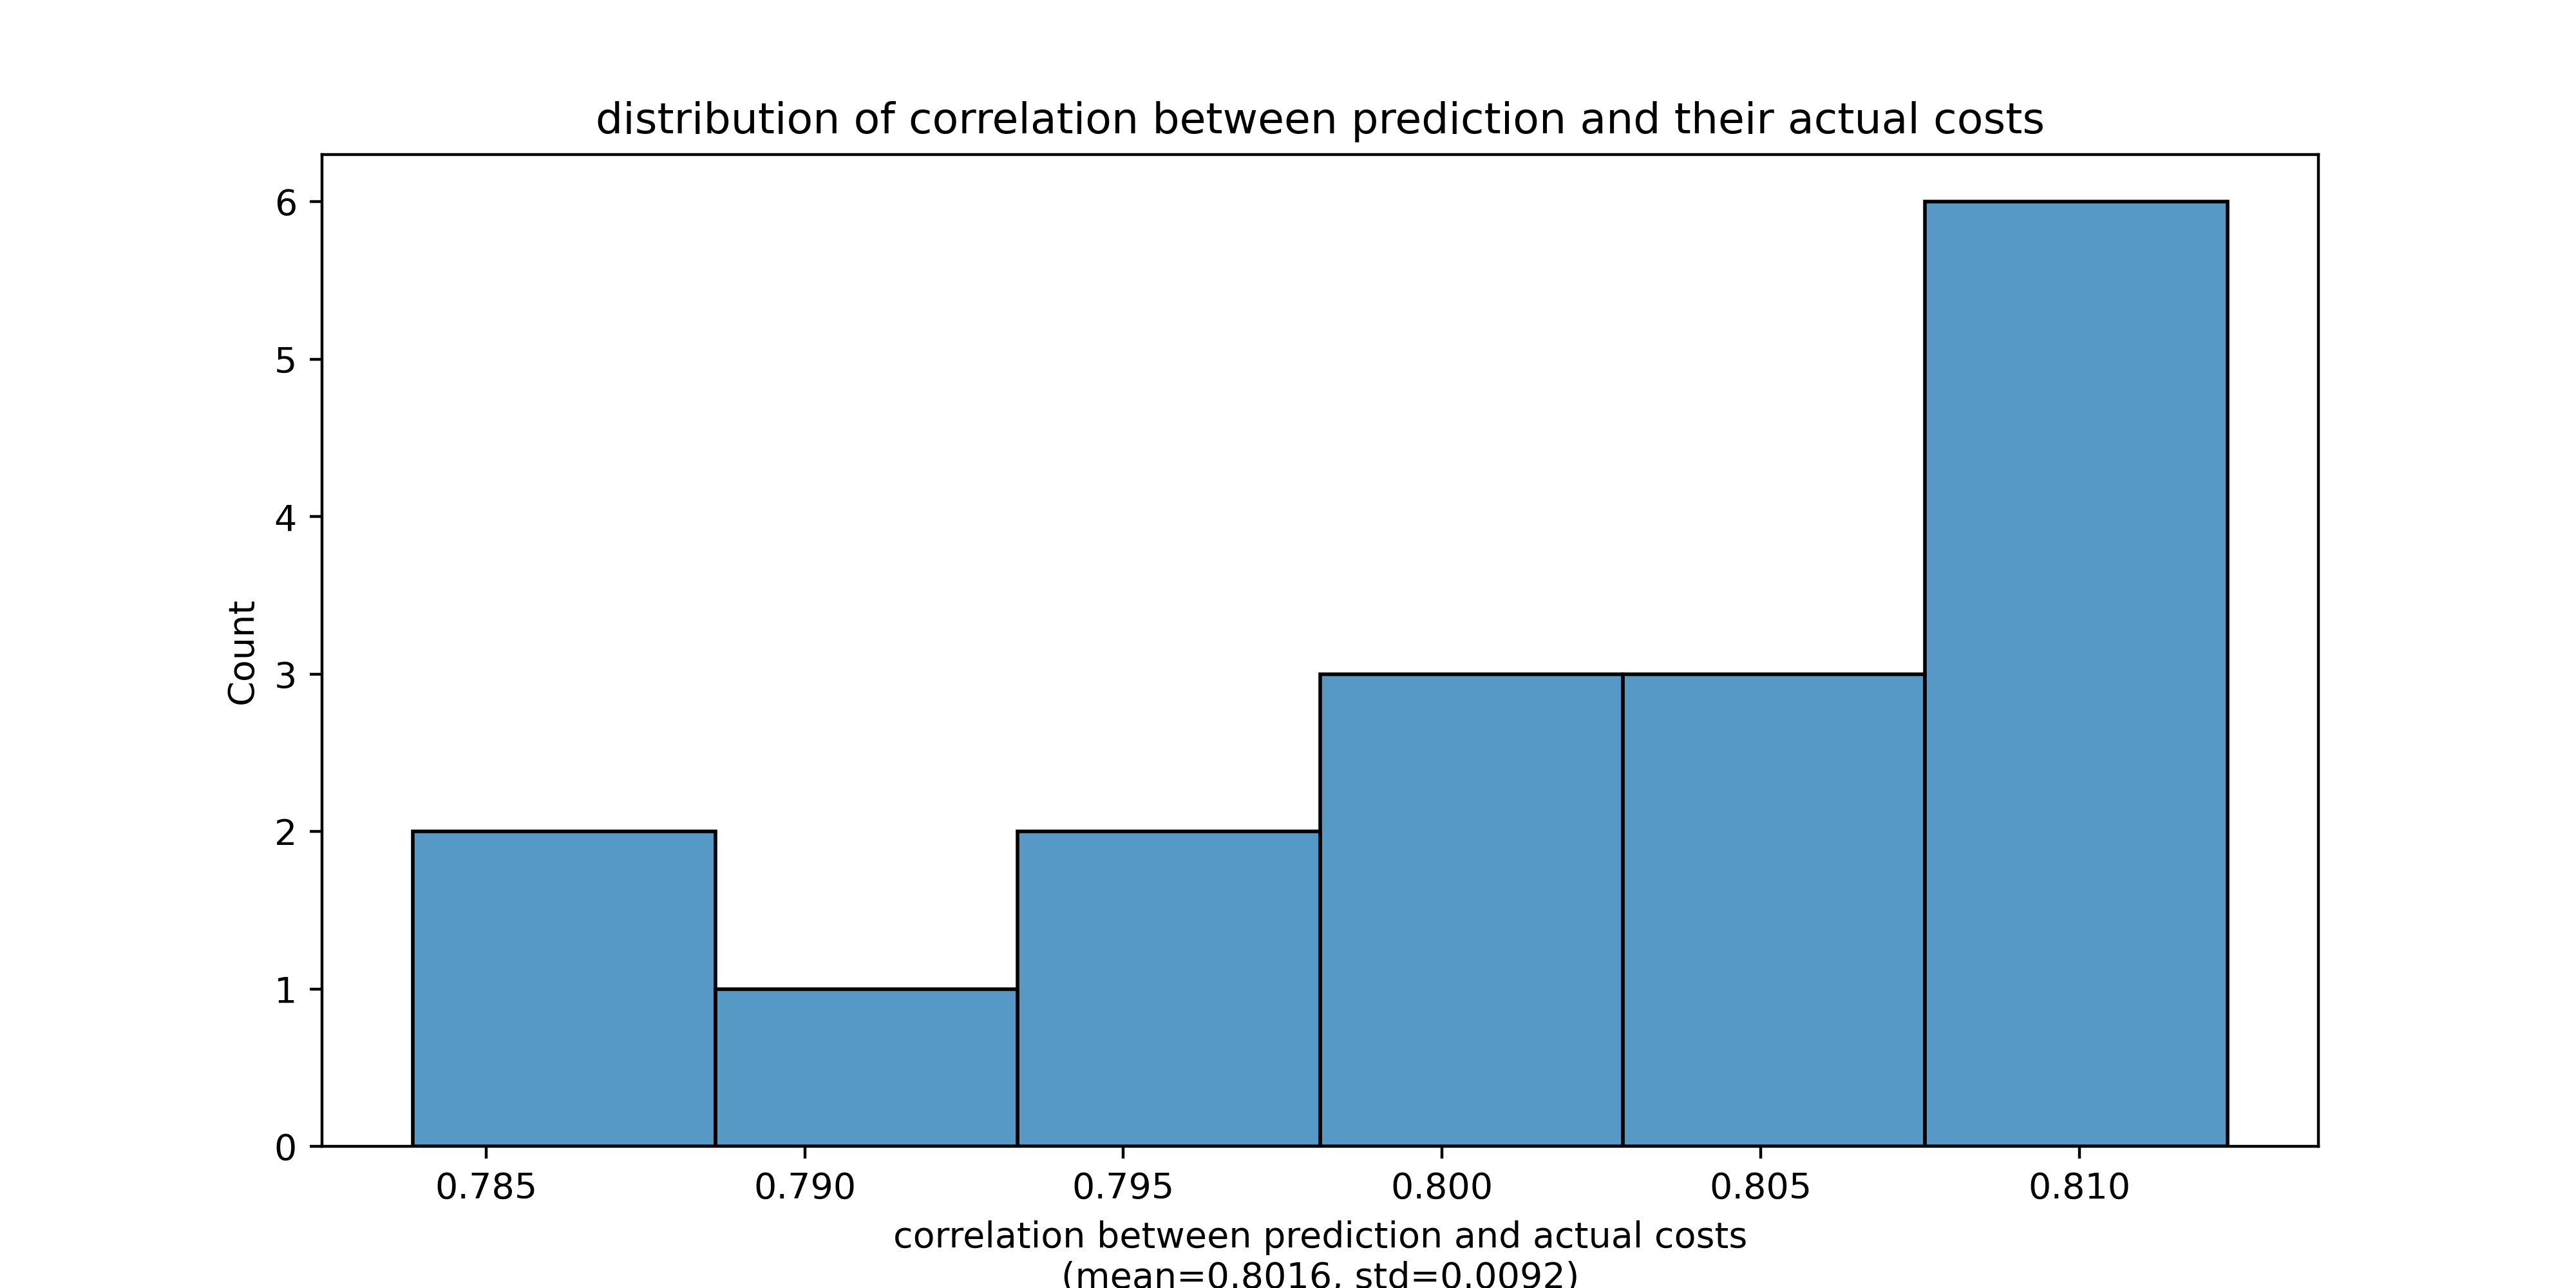 distribution of correlation between prediction and their actual costs
6
5
4
3
2
1
0
Count
0.785 0.790 0.795 0.800 0.805 0.810
correlation between prediction and actual costs
(mean=0.8016, std=0.0092)